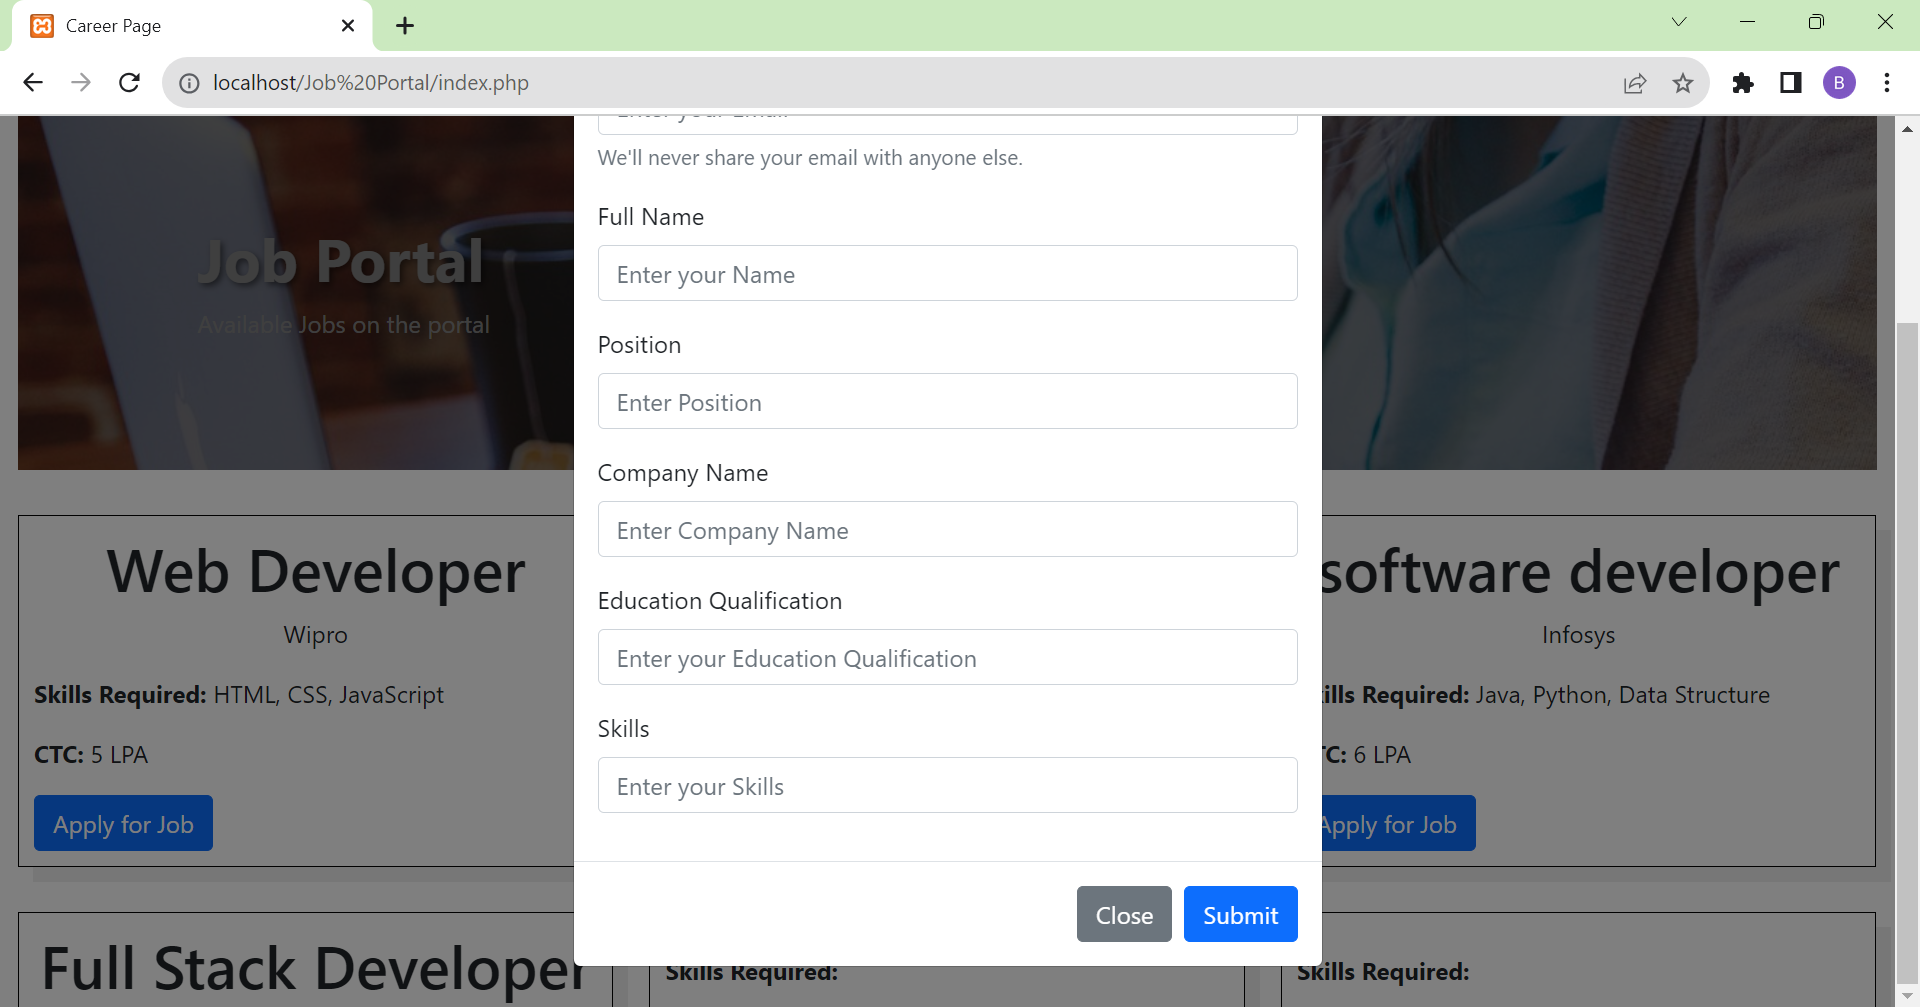 Career Page
localhost/Job%20Portal/index.php
B
We'll never share your email with anyone else.
Full Name
Enter your Name
Position
Enter Position
Company Name
Enter Company Name
Education Qualification
Enter your Education Qualification
Skills
Enter your Skills
Close
Submit
Job Portal
Available Jobs on the portal
Web Developer
Wipro
Skills Required: HTML, CSS, JavaScript
CTC: 5 LPA
Apply for Job
software developer
Infosys
ills Required: Java, Python, Data Structure
TC: 6 LPA
Apply for Job
Full Stack Developer
Skills Required:
Skills Required: